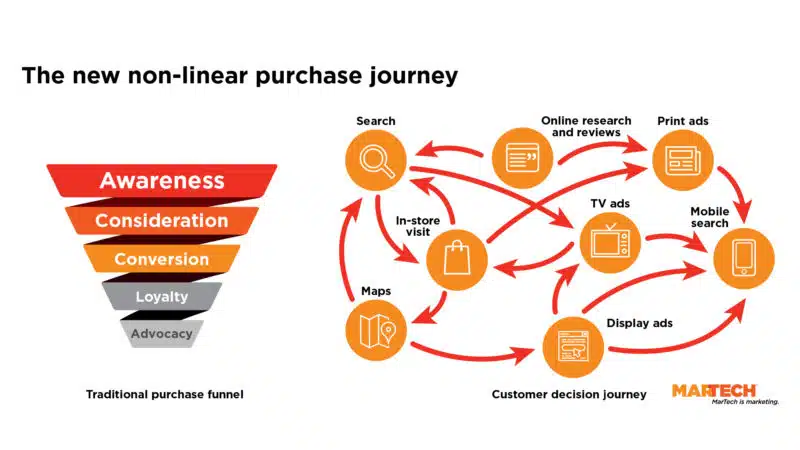 The new non-linear purchase journey
Awareness
Consideration
Conversion
Loyalty
Advocacy
Traditional purchase funnel
Search
Online research
and reviews
Print ads
In-store
visit
TV ads
Mobile
search
Maps
Display ads
Customer decision journey
MARTECH
MarTech is marketing.